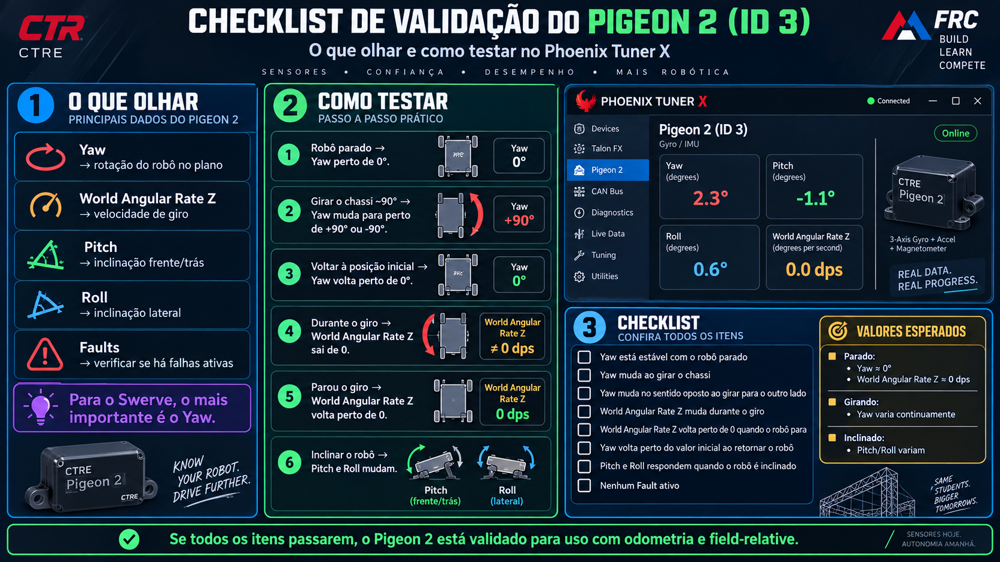 CTR
CTRE
CHECKLIST DE VALIDAÇÃO DO PIGEON 2 (ID 3)
O que olhar e como testar no Phoenix Tuner X
SENSORES • CONFIANÇA • DESEMPENHO • MAIS ROBÓTICA
FRC
BUILD
LEARN
COMPETE
1
O QUE OLHAR
PRINCIPAIS DADOS DO PIGEON 2
Yaw
→ rotação do robô no plano
World Angular Rate Z
→ velocidade de giro
Pitch
→ inclinação frente/trás
Roll
→ inclinação lateral
Faults
→ verificar se há falhas ativas
Para o Swerve, o mais
importante é o Yaw.
CTRE
Pigeon 2
CTRE
KNOW
YOUR ROBOT.
DRIVE FURTHER.
2
COMO TESTAR
PASSO A PASSO PRÁTICO
1
Robô parado →
Yaw perto de 0°.
Yaw
0°
2
Girar o chassi ~90° →
Yaw muda para perto
de +90° ou -90°.
Yaw
+90°
3
Voltar à posição inicial →
Yaw volta perto de 0°.
Yaw
0°
4
Durante o giro →
World Angular Rate Z
sai de 0.
World Angular
Rate Z
≠ 0 dps
5
Parou o giro →
World Angular Rate Z
volta perto de 0.
World Angular
Rate Z
0 dps
6
Inclinar o robô →
Pitch e Roll mudam.
Pitch
(frente/trás)
Roll
(lateral)
PHOENIX TUNER X
Connected
Devices
Talon FX
Pigeon 2
CAN Bus
Diagnostics
Live Data
Tuning
Utilities
Pigeon 2 (ID 3)
Gyro / IMU
Online
Yaw
(degrees)
2.3°
Pitch
(degrees)
-1.1°
Roll
(degrees)
0.6°
World Angular Rate Z
(degrees per second)
0.0 dps
CTRE
Pigeon 2
3-Axis Gyro + Accel
+ Magnetometer
REAL DATA.
REAL PROGRESS.
3
CHECKLIST
CONFIRA TODOS OS ITENS
Yaw está estável com o robô parado
Yaw muda ao girar o chassi
Yaw muda no sentido oposto ao girar para o outro lado
World Angular Rate Z muda durante o giro
World Angular Rate Z volta perto de 0 quando o robô para
Yaw volta perto do valor inicial ao retornar o robô
Pitch e Roll respondem quando o robô é inclinado
Nenhum Fault ativo
VALORES ESPERADOS
Parado:
• Yaw ≈ 0°
• World Angular Rate Z ≈ 0 dps
Girando:
• Yaw varia continuamente
Inclinado:
• Pitch/Roll variam
SAME
STUDENTS.
BIGGER
TOMORROWS.
Se todos os itens passarem, o Pigeon 2 está validado para uso com odometria e field-relative.
SENSORES HOJE.
AUTONOMIA AMANHÃ.